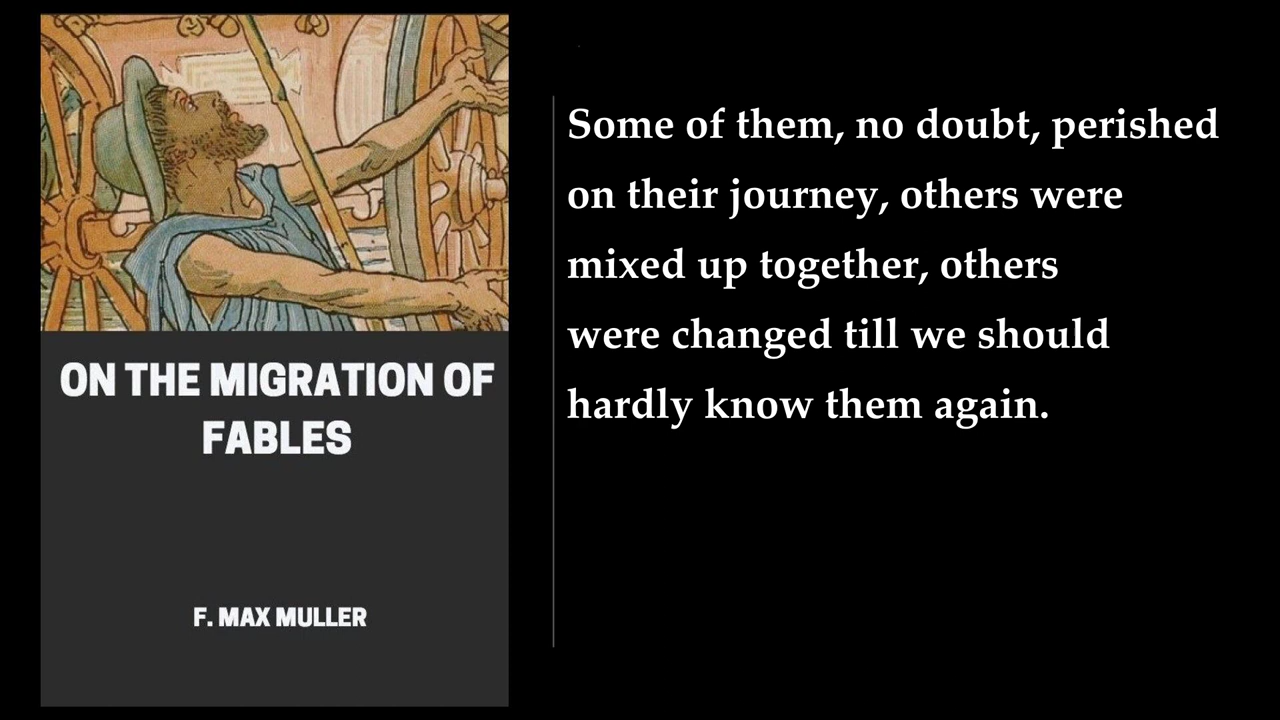 ON THE MIGRATION OF
FABLES
F. MAX MULLER
Some of them, no doubt, perished
on their journey, others were
mixed up together, others
were changed till we should
hardly know them again.